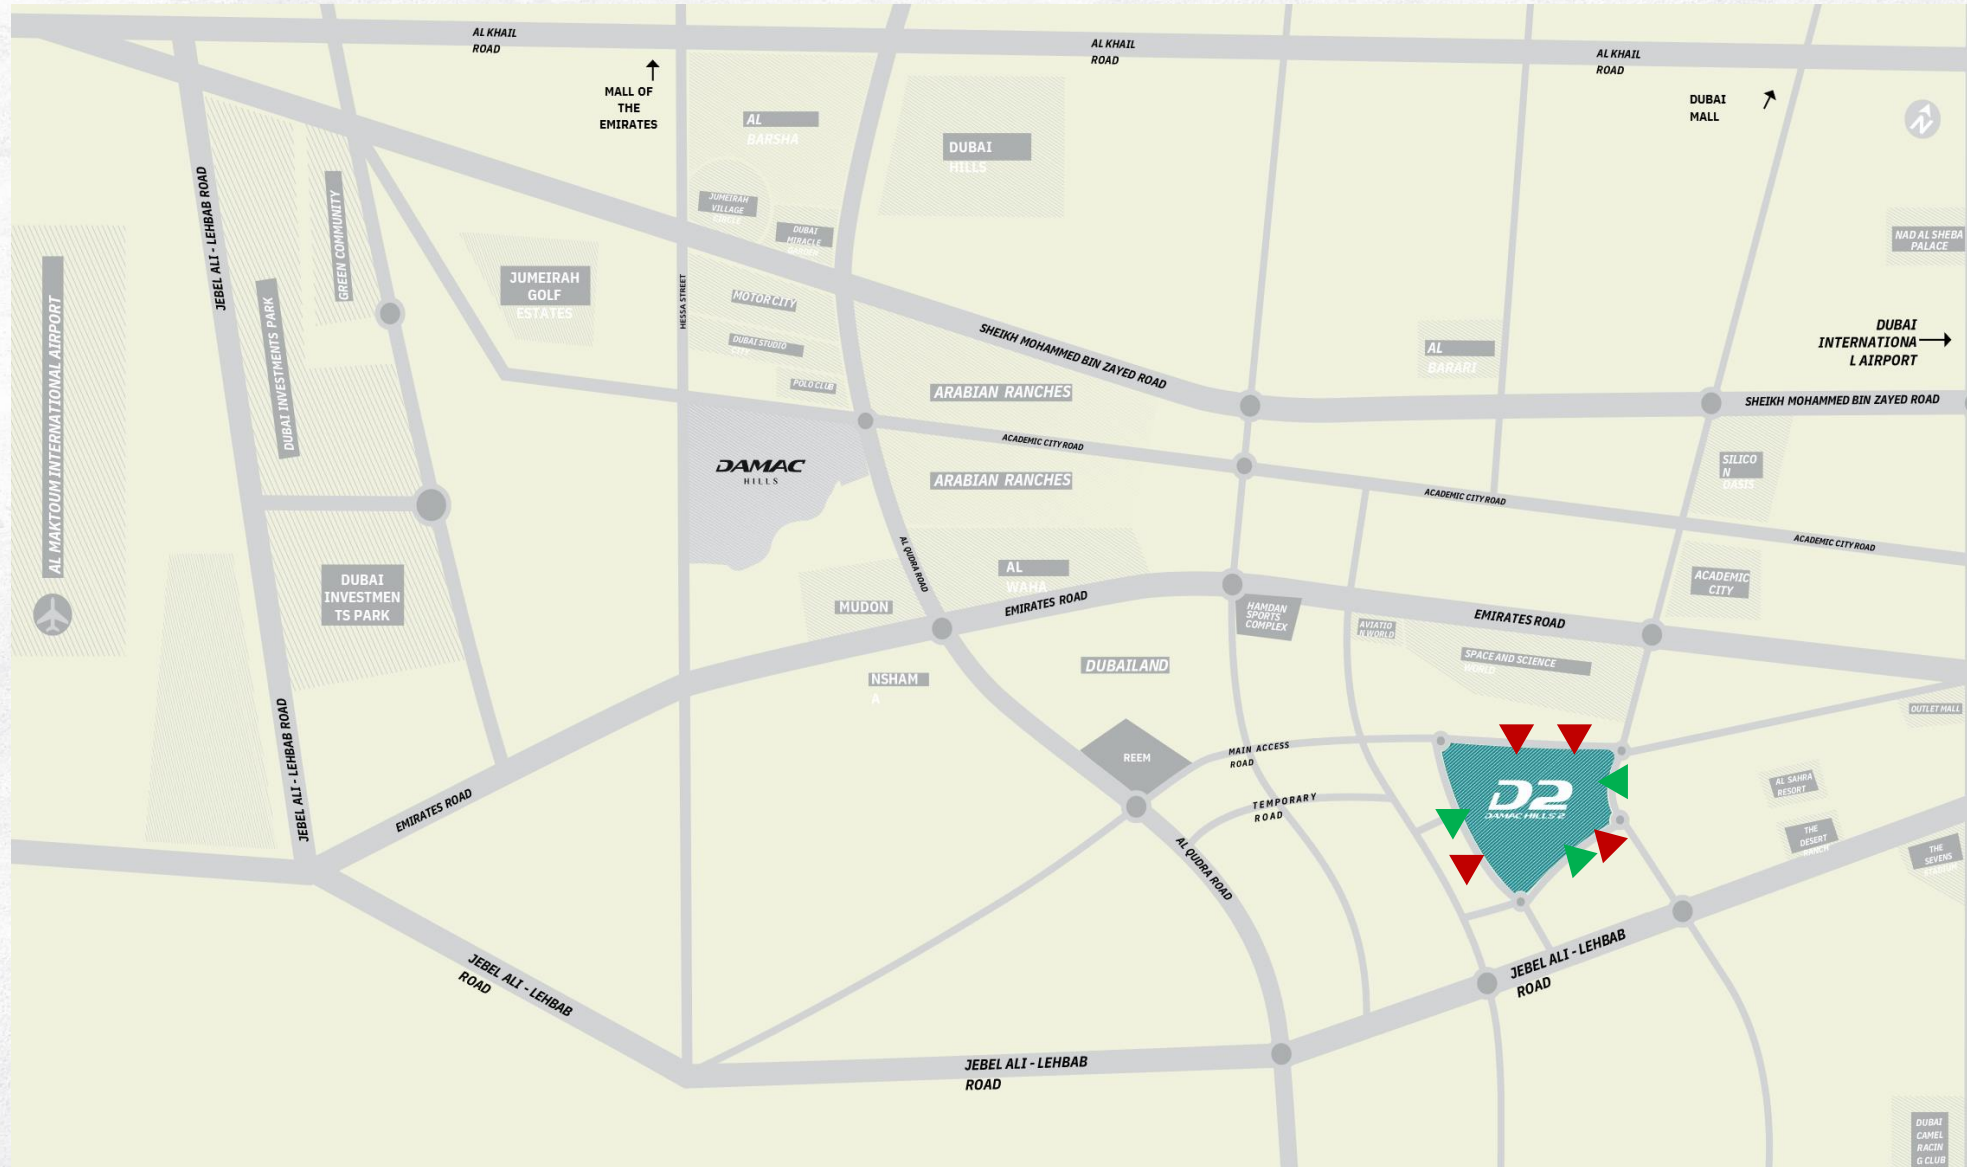 AL KHAIL
ROAD
AL KHAIL
ROAD
AL KHAIL
ROAD
MALL OF
THE
EMIRATES
DUBAI
MALL
AL
BARSHA
DUBAI
HILLS
JUMEIRAH
VILLAGE
CIRCLE
DUBAI
MIRACLE
GARDEN
NAD AL SHEBA
PALACE
JEBEL ALI - LEHBAB ROAD
GREEN COMMUNITY
DUBAI INVESTMENTS PARK
AL MAKTOUM INTERNATIONAL AIRPORT
JUMEIRAH
GOLF
ESTATES
HESSA STREET
MOTOR CITY
DUBAI STUDIO
CITY
POLO CLUB
SHEIKH MOHAMMED BIN ZAYED ROAD
DUBAI
INTERNATIONA
L AIRPORT
AL
BARARI
ARABIAN RANCHES
SHEIKH MOHAMMED BIN ZAYED ROAD
ACADEMIC CITY ROAD
DAMAC
HILLS
ARABIAN RANCHES
SILICO
N
OASIS
ACADEMIC CITY ROAD
ACADEMIC CITY ROAD
AL QUDRA ROAD
AL
WAHA
DUBAI
INVESTMEN
TS PARK
MUDON
EMIRATES ROAD
HAMDAN
SPORTS
COMPLEX
ACADEMIC
CITY
AVIATIO
N WORLD
EMIRATES ROAD
SPACE AND SCIENCE
WORLD
DUBAILAND
NSHAM
A
OUTLET MALL
JEBEL ALI - LEHBAB ROAD
REEM
MAIN ACCESS
ROAD
TEMPORARY
ROAD
D2
DAMAC HILLS 2
AL SAHRA
RESORT
THE
DESERT
RANCH
THE
SEVENS
STADIUM
EMIRATES ROAD
AL QUDRA ROAD
JEBEL ALI - LEHBAB
ROAD
JEBEL ALI - LEHBAB
ROAD
JEBEL ALI - LEHBAB
ROAD
DUBAI
CAMEL
RACIN
G CLUB
N